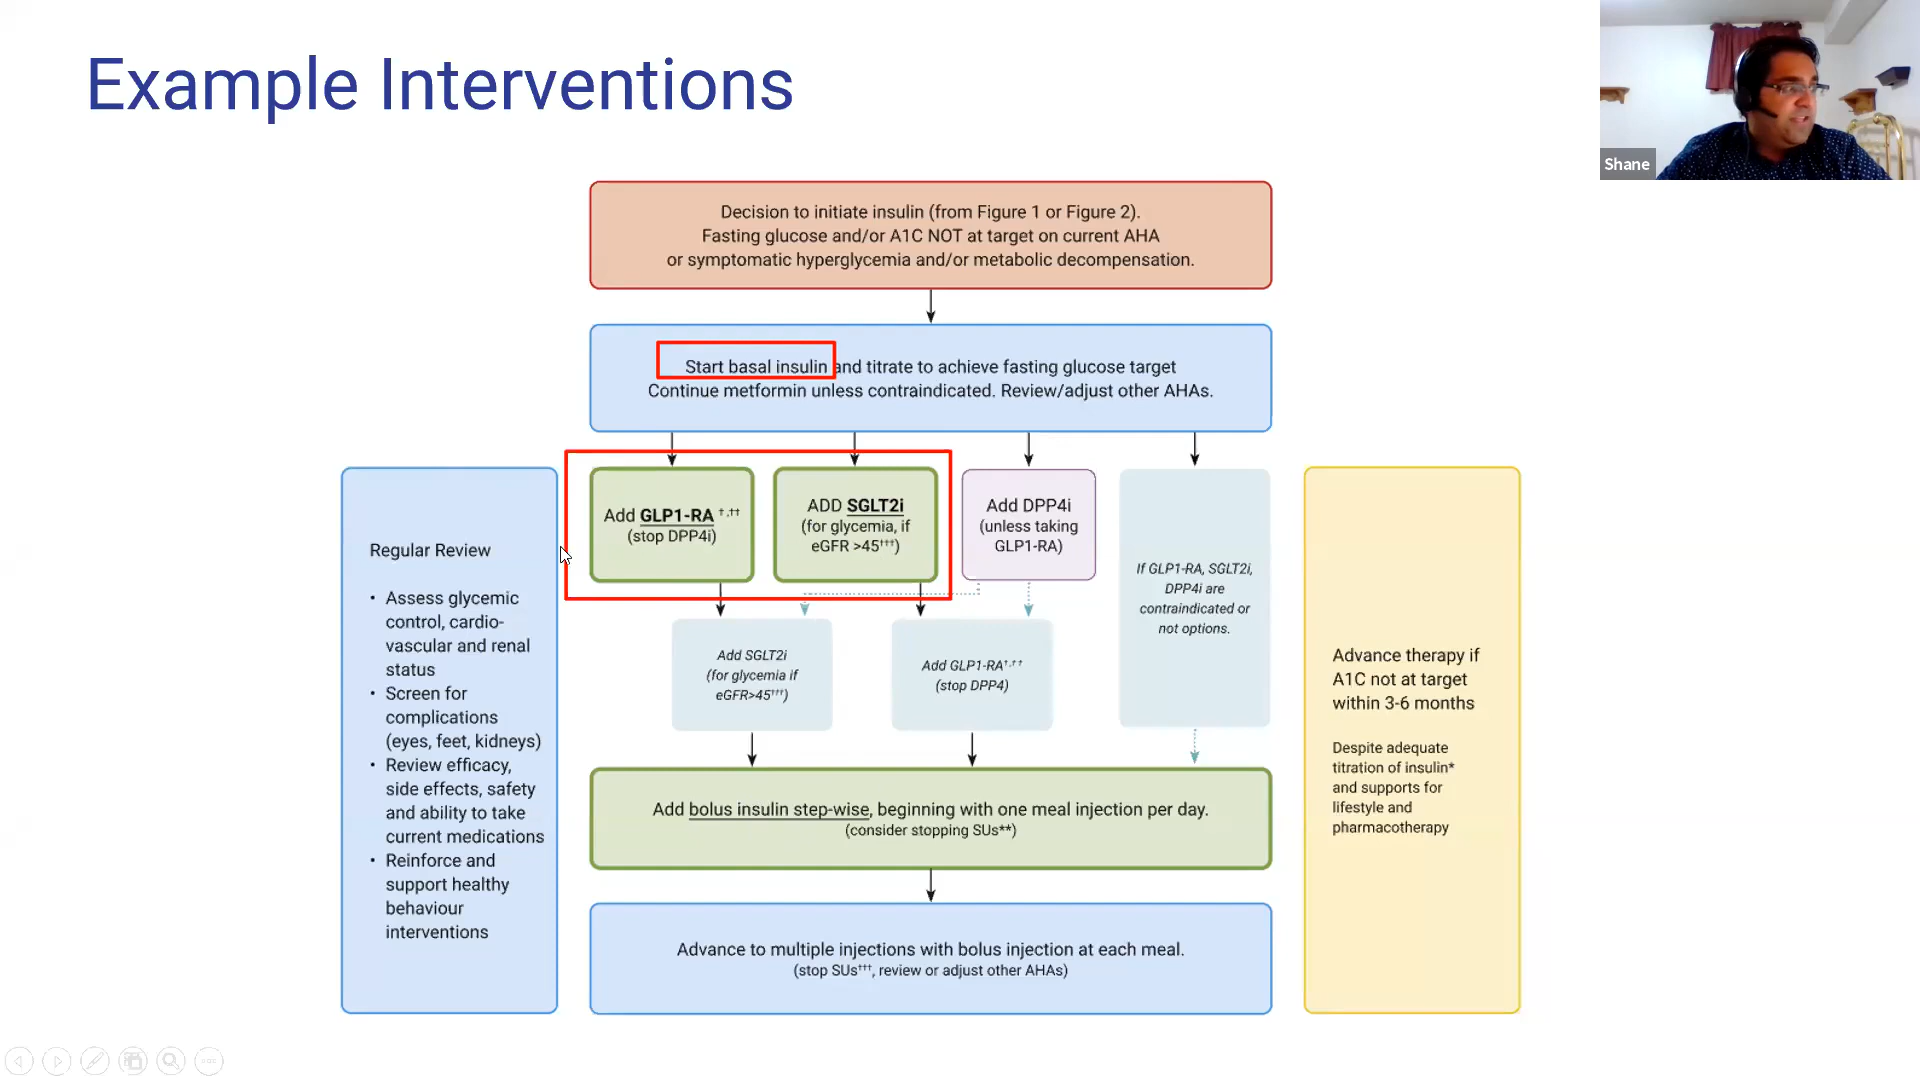 Example Interventions
Shane
Decision to initiate insulin (from Figure 1 or Figure 2).
Fasting glucose and/or A1C NOT at target on current AHA
or symptomatic hyperglycemia and/or metabolic decompensation.
Start basal insulin and titrate to achieve fasting glucose target
Continue metformin unless contraindicated. Review/adjust other AHAs.
Regular Review
• Assess glycemic
control, cardio-
vascular and renal
status
• Screen for
complications
(eyes, feet, kidneys)
• Review efficacy,
side effects, safety
and ability to take
current medications
• Reinforce and
support healthy
behaviour
interventions
Add GLP1-RA †,††
(stop DPP4i)
ADD SGLT2i
(for glycemia, if
eGFR >45†††)
Add DPP4i
(unless taking
GLP1-RA)
If GLP1-RA, SGLT2i,
DPP4i are
contraindicated or
not options.
Add SGLT2i
(for glycemia if
eGFR>45†††)
Add GLP1-RA†,††
(stop DPP4)
Add bolus insulin step-wise, beginning with one meal injection per day.
(consider stopping SUs**)
Advance to multiple injections with bolus injection at each meal.
(stop SUs†††, review or adjust other AHAs)
Advance therapy if
A1C not at target
within 3-6 months
Despite adequate
titration of insulin*
and supports for
lifestyle and
pharmacotherapy